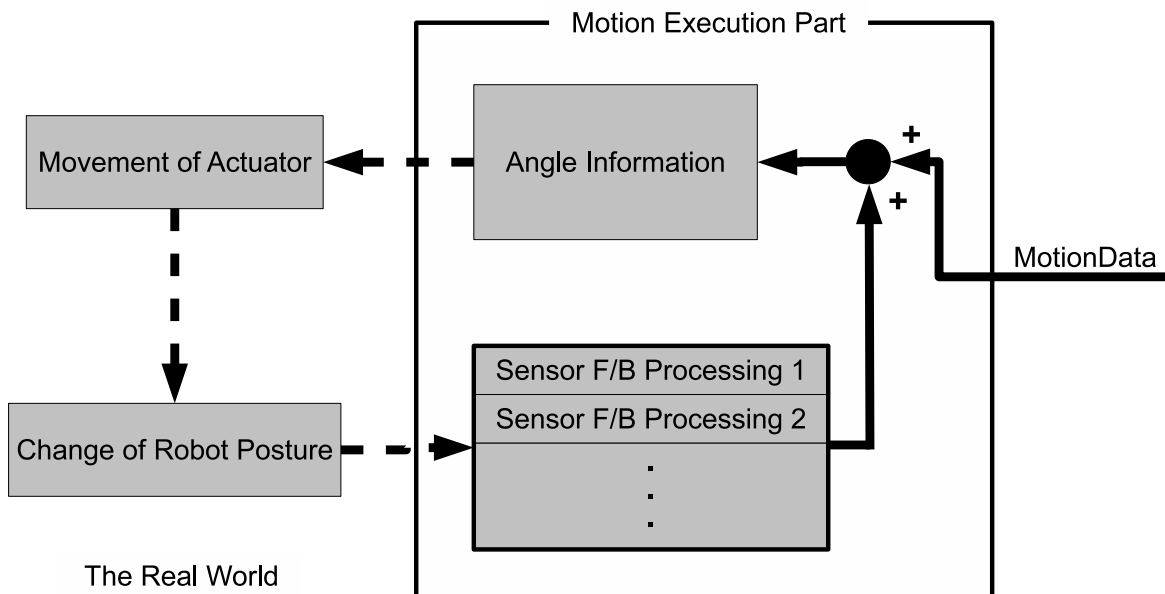 Motion Execution Part
Movement of Actuator
Angle Information
+
+
MotionData
Sensor F/B Processing 1
Sensor F/B Processing 2
.
.
.
Change of Robot Posture
The Real World